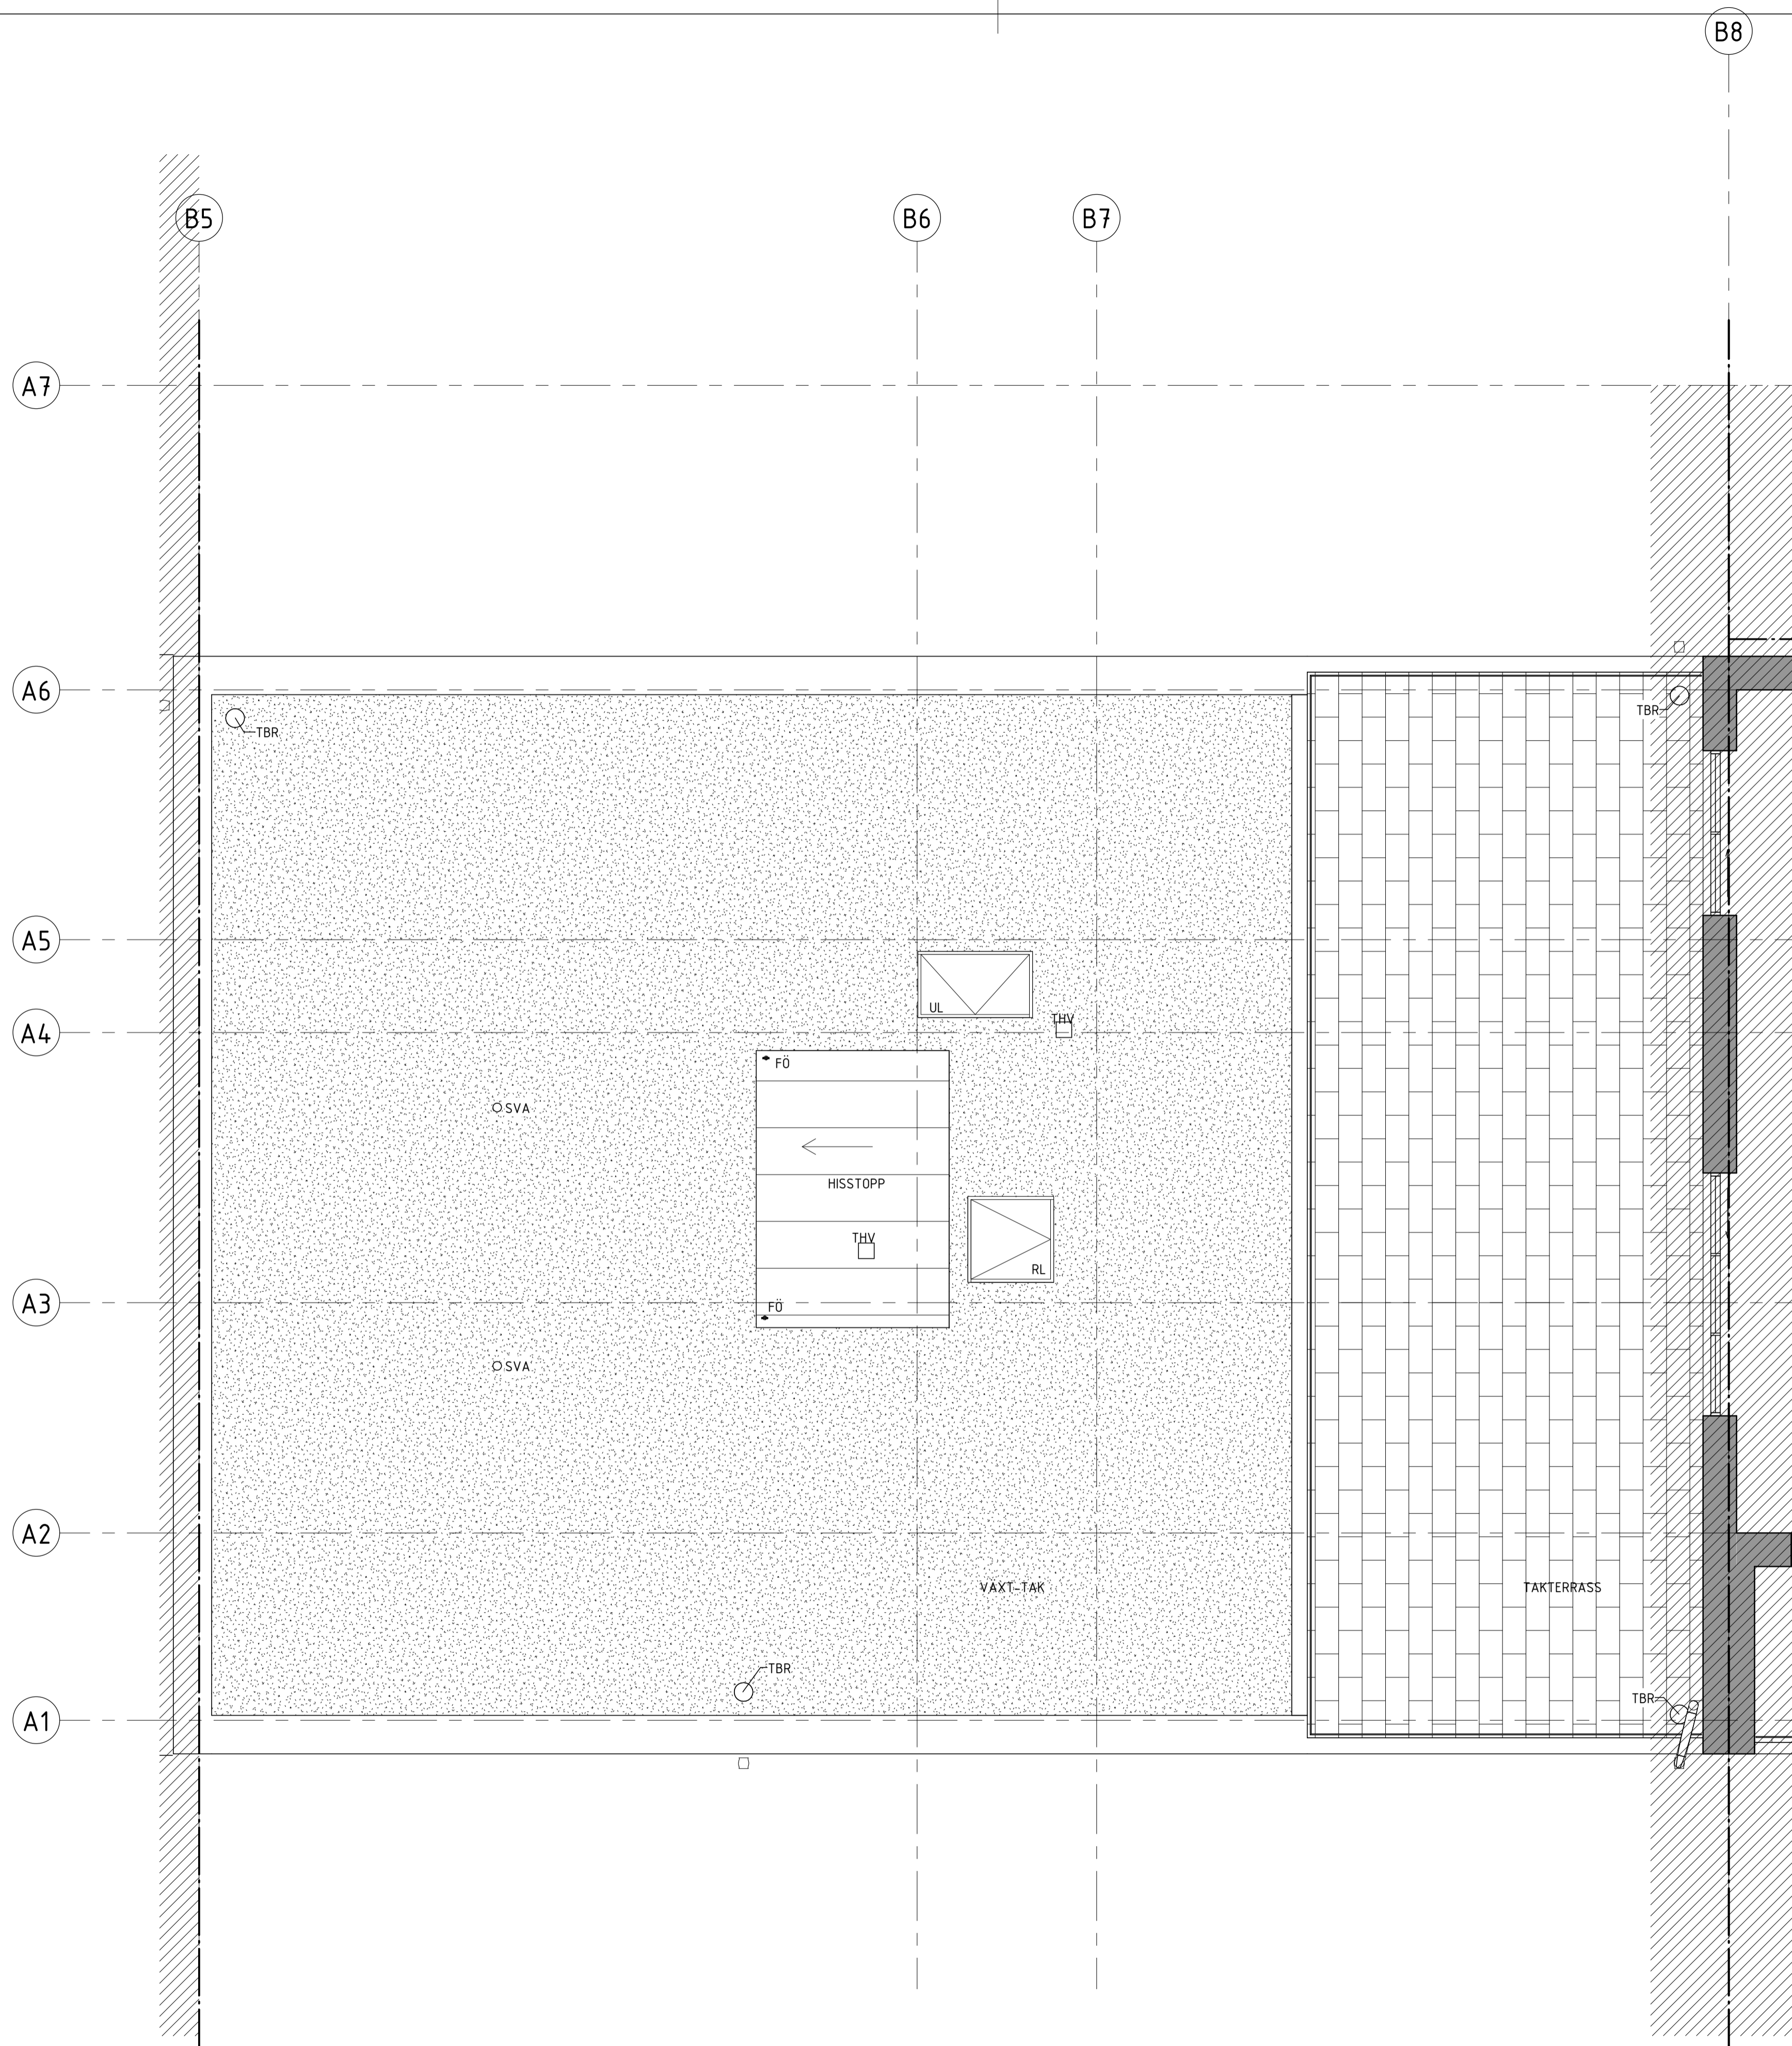 B8
B5
B6
B7
A7
A6
TBR
TBR
A5
UL
THV
A4
FÖ
SVA
HISSTOPP
THV
RL
A3
FÖ
SVA
A2
VÄXT-TAK
TAKTERRASS
TBR
TBR
A1